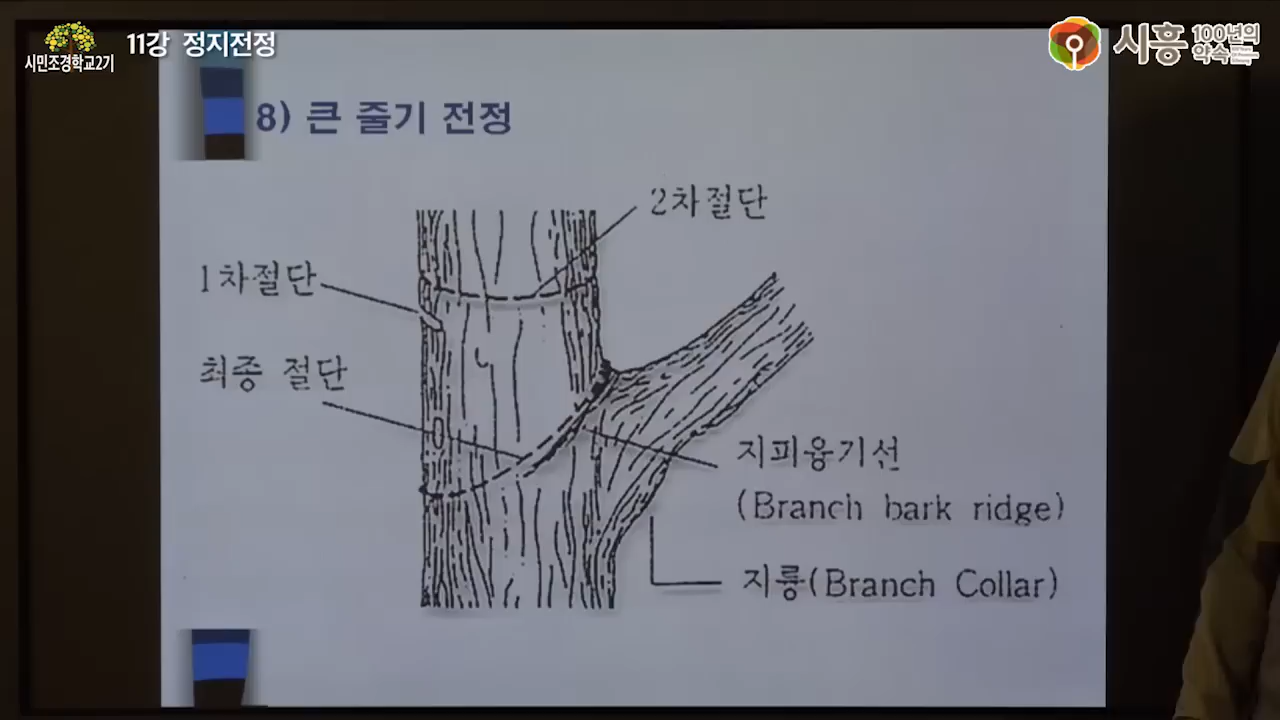 시민조경학교2기
11강 정지전정
시흥 100년의 약속
8) 큰 줄기 전정
2차절단
1차절단
최종 절단
지피융기선
(Branch bark ridge)
지륭(Branch Collar)